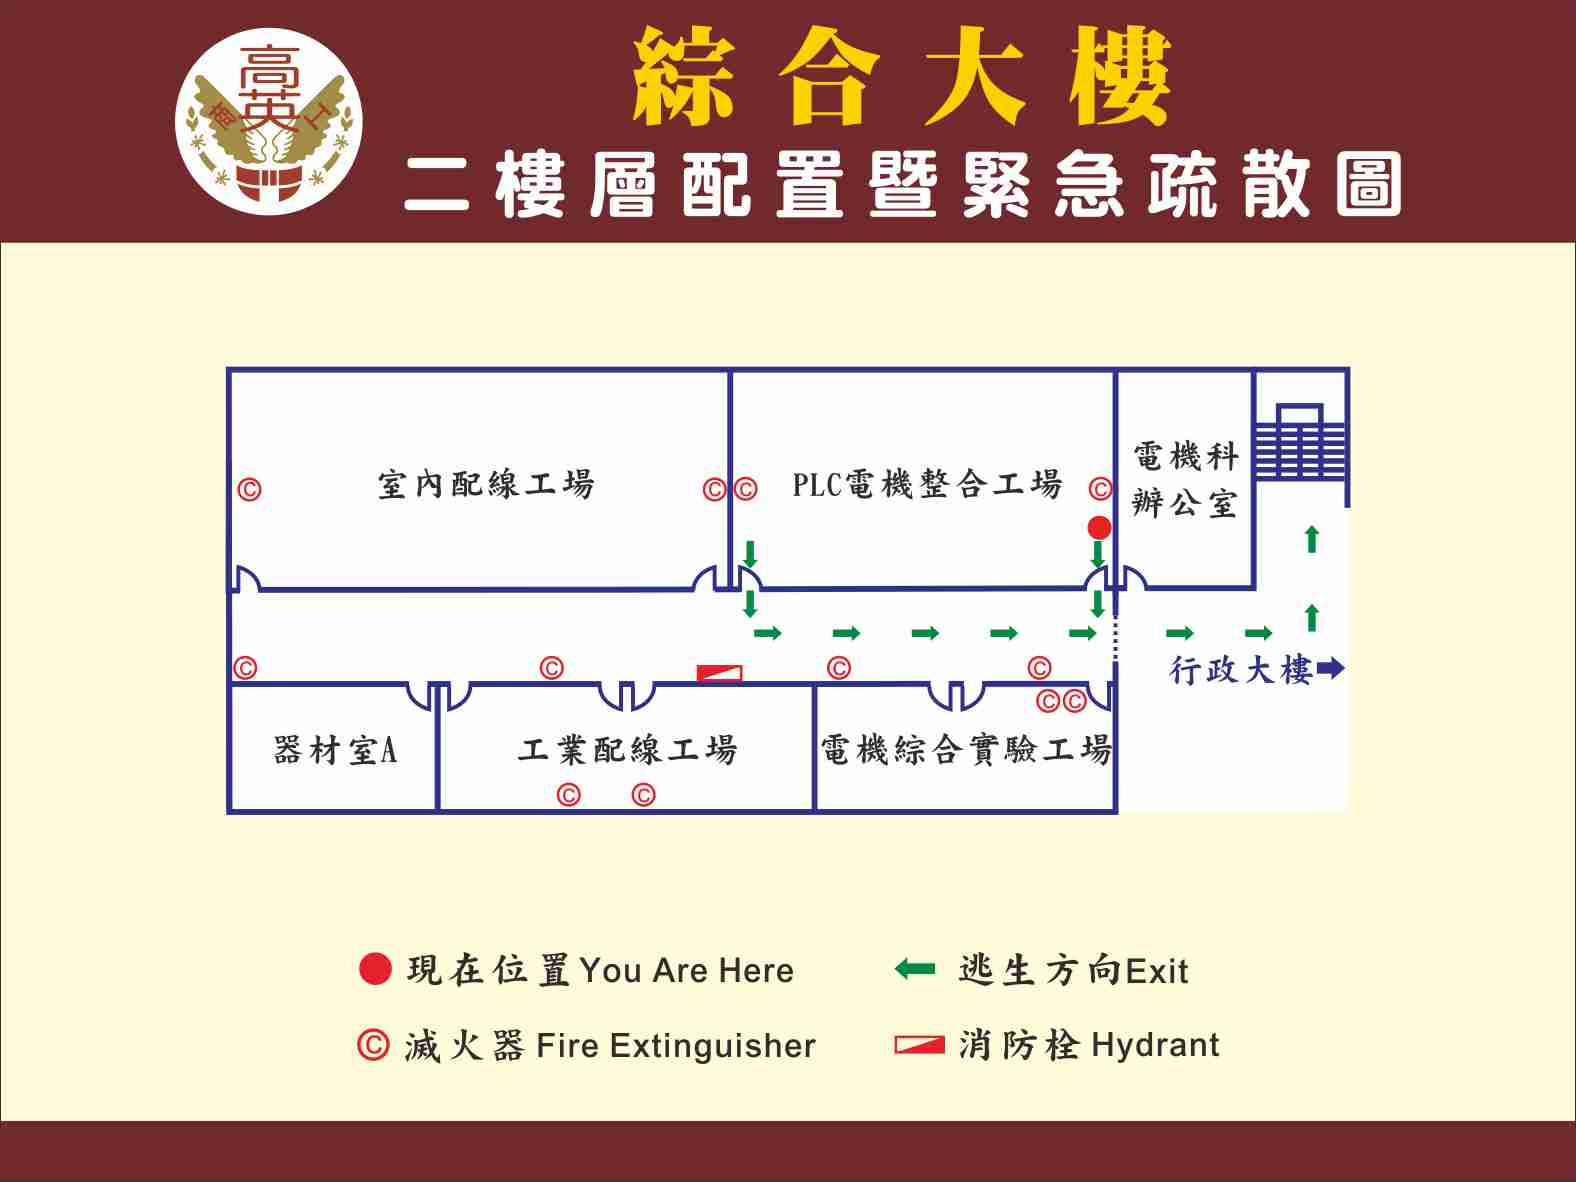 高英
商 工
綜合大樓
二樓層配置暨緊急疏散圖
室內配線工場
PLC電機整合工場
電機科
辦公室
行政大樓
器材室A
工業配線工場
電機綜合實驗工場
現在位置 You Are Here
逃生方向 Exit
滅火器 Fire Extinguisher
消防栓 Hydrant